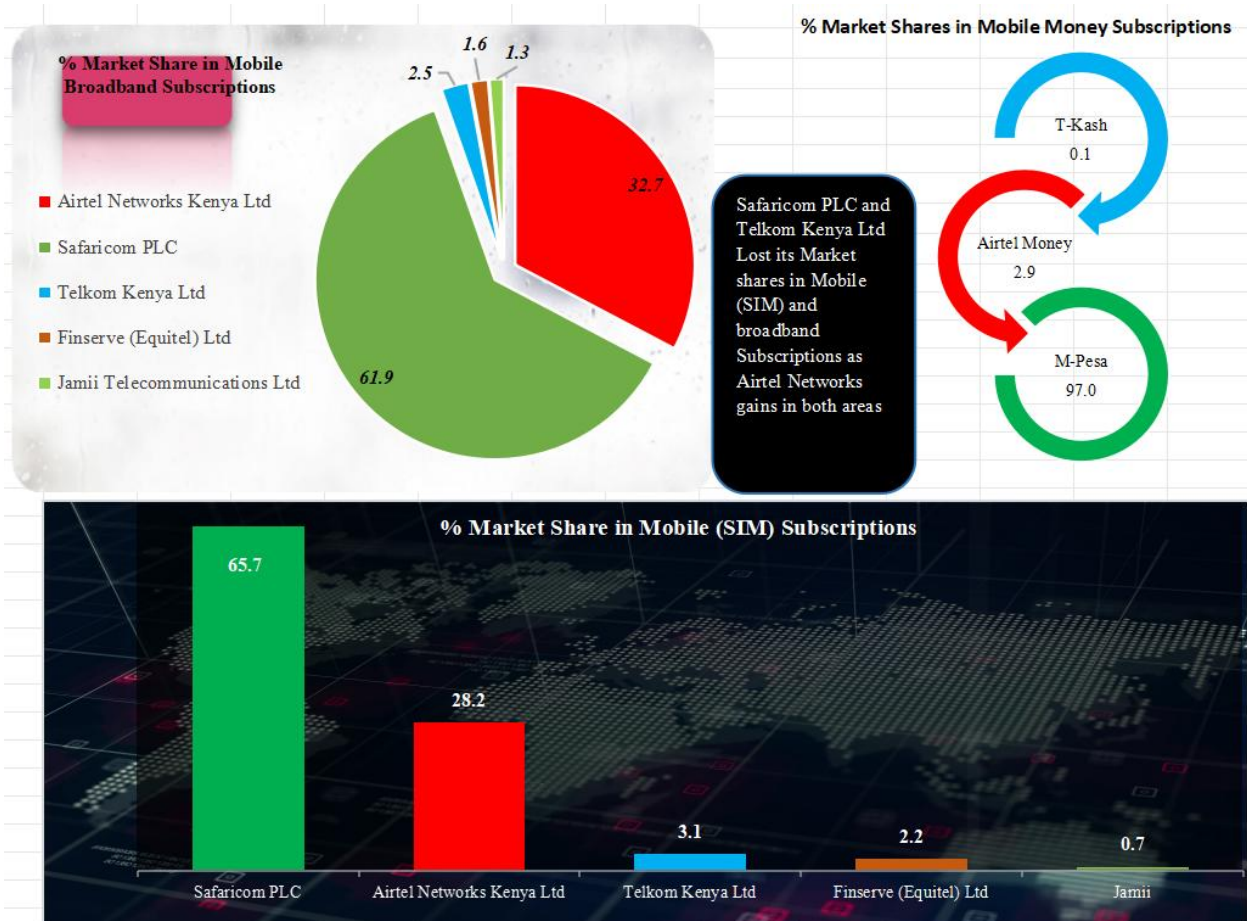 % Market Share in Mobile
Broadband Subscriptions
Airtel Networks Kenya Ltd
Safaricom PLC
Telkom Kenya Ltd
Finserve (Equitel) Ltd
Jamii Telecommunications Ltd
2.5
1.6
1.3
32.7
61.9
Safaricom PLC and
Telkom Kenya Ltd
Lost its Market
shares in Mobile
(SIM) and
broadband
Subscriptions as
Airtel Networks
gains in both areas
% Market Shares in Mobile Money Subscriptions
T-Kash
0.1
Airtel Money
2.9
M-Pesa
97.0
% Market Share in Mobile (SIM) Subscriptions
65.7
28.2
3.1
2.2
0.7
Safaricom PLC
Airtel Networks Kenya Ltd
Telkom Kenya Ltd
Finserve (Equitel) Ltd
Jamii